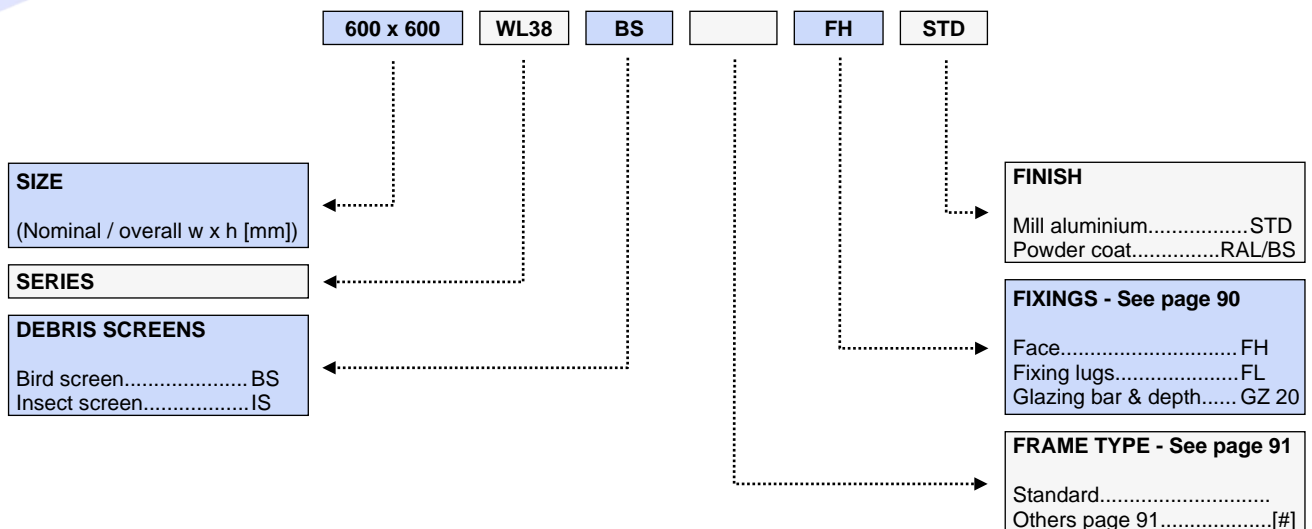 600 x 600 WL38 BS FH STD
SIZE
(Nominal / overall w x h [mm])
SERIES
DEBRIS SCREENS
Bird screen.....................BS
Insect screen..................IS
FINISH
Mill aluminium.................STD
Powder coat...............RAL/BS
FIXINGS - See page 90
Face..............................FH
Fixing lugs.....................FL
Glazing bar & depth...... GZ 20
FRAME TYPE - See page 91
Standard............................
Others page 91...................[#]